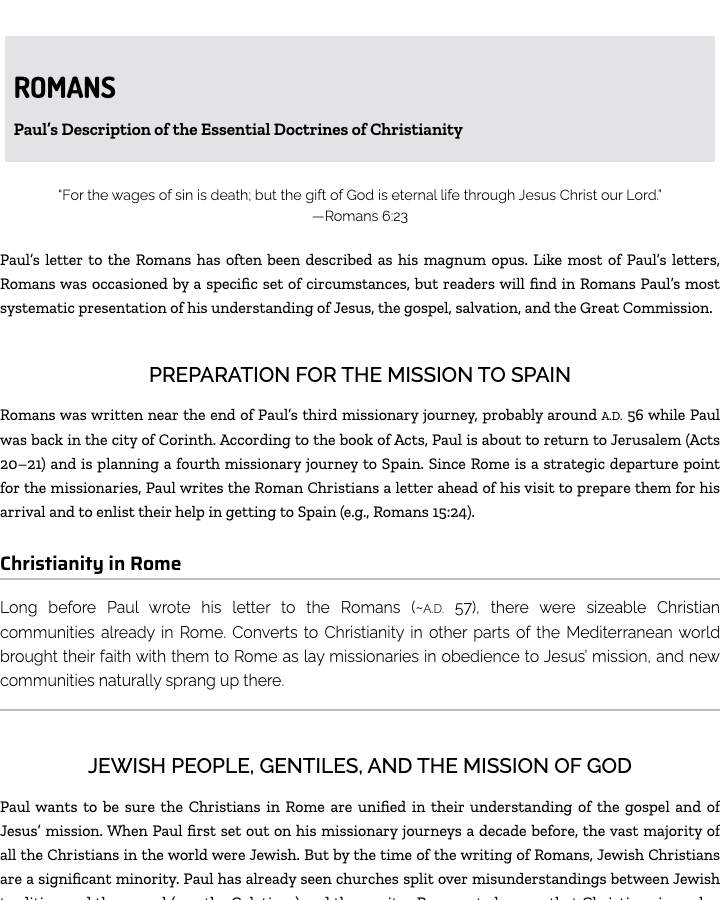 ROMANS
Paul’s Description of the Essential Doctrines of Christianity
“For the wages of sin is death; but the gift of God is eternal life through Jesus Christ our Lord.”
—Romans 6:23
Paul’s letter to the Romans has often been described as his magnum opus. Like most of Paul’s letters,
Romans was occasioned by a specific set of circumstances, but readers will find in Romans Paul’s most
systematic presentation of his understanding of Jesus, the gospel, salvation, and the Great Commission.
PREPARATION FOR THE MISSION TO SPAIN
Romans was written near the end of Paul’s third missionary journey, probably around A.D. 56 while Paul
was back in the city of Corinth. According to the book of Acts, Paul is about to return to Jerusalem (Acts
20–21) and is planning a fourth missionary journey to Spain. Since Rome is a strategic departure point
for the missionaries, Paul writes the Roman Christians a letter ahead of his visit to prepare them for his
arrival and to enlist their help in getting to Spain (e.g., Romans 15:24).
Christianity in Rome
Long before Paul wrote his letter to the Romans (~A.D. 57), there were sizeable Christian
communities already in Rome. Converts to Christianity in other parts of the Mediterranean world
brought their faith with them to Rome as lay missionaries in obedience to Jesus’ mission, and new
communities naturally sprang up there.
JEWISH PEOPLE, GENTILES, AND THE MISSION OF GOD
Paul wants to be sure the Christians in Rome are unified in their understanding of the gospel and of
Jesus’ mission. When Paul first set out on his missionary journeys a decade before, the vast majority of
all the Christians in the world were Jewish. But by the time of the writing of Romans, Jewish Christians
are a significant minority. Paul has already seen churches split over misunderstandings between Jewish